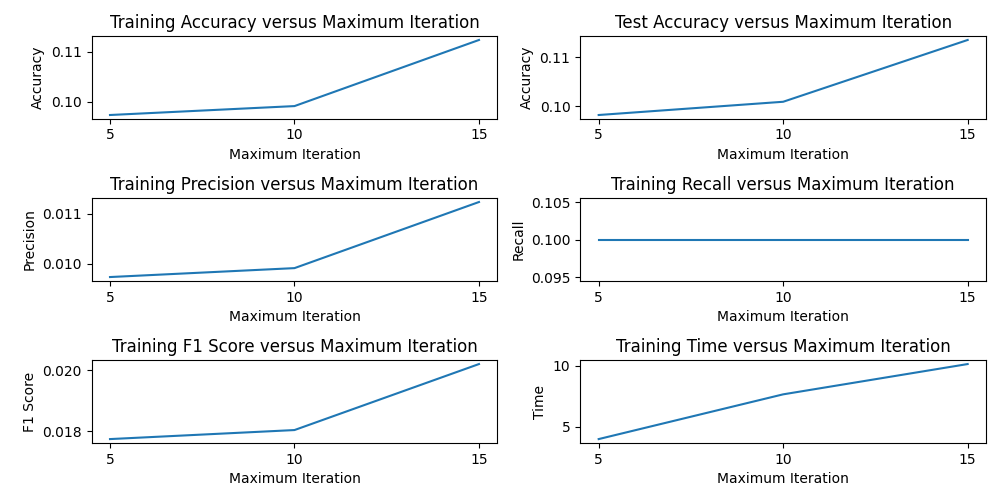 Training Accuracy versus Maximum Iteration
Accuracy
0.11
0.10
5 10 15
Maximum Iteration
Test Accuracy versus Maximum Iteration
Accuracy
0.11
0.10
5 10 15
Maximum Iteration
Training Precision versus Maximum Iteration
Precision
0.011
0.010
5 10 15
Maximum Iteration
Training Recall versus Maximum Iteration
Recall
0.105
0.100
0.095
5 10 15
Maximum Iteration
Training F1 Score versus Maximum Iteration
F1 Score
0.020
0.018
5 10 15
Maximum Iteration
Training Time versus Maximum Iteration
Time
10
5
5 10 15
Maximum Iteration